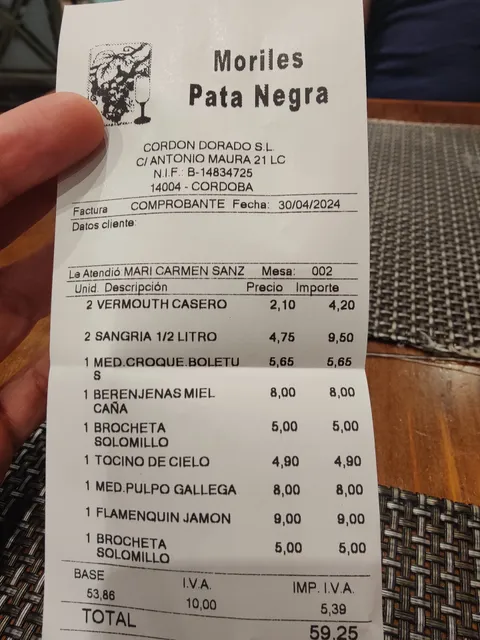 Moriles
Pata Negra
CORDON DORADO S.L
C/ ANTONIO MAURA 21 LC
N.I.F.: B-14834725
14004 - CORDOBA
Factura COMPROBANTE Fecha: 30/04/2024
Datos cliente:
Le Atendió MARI CARMEN SANZ Mesa: 002
Unid. Descripción Precio Importe
2 VERMOUTH CASERO 2,10 4,20
2 SANGRIA 1/2 LITRO 4,75 9,50
1 MED.CROQUE.BOLETU 5,65 5,65
S
1 BERENJENAS MIEL 8,00 8,00
CAÑA
1 BROCHETA 5,00 5,00
SOLOMILLO
1 TOCINO DE CIELO 4,90 4,90
1 MED.PULPO GALLEGA 8,00 8,00
1 FLAMENQUIN JAMON 9,00 9,00
1 BROCHETA 5,00 5,00
SOLOMILLO
BASE I.V.A. IMP. I.V.A.
53,86 10,00 5,39
TOTAL 59,25